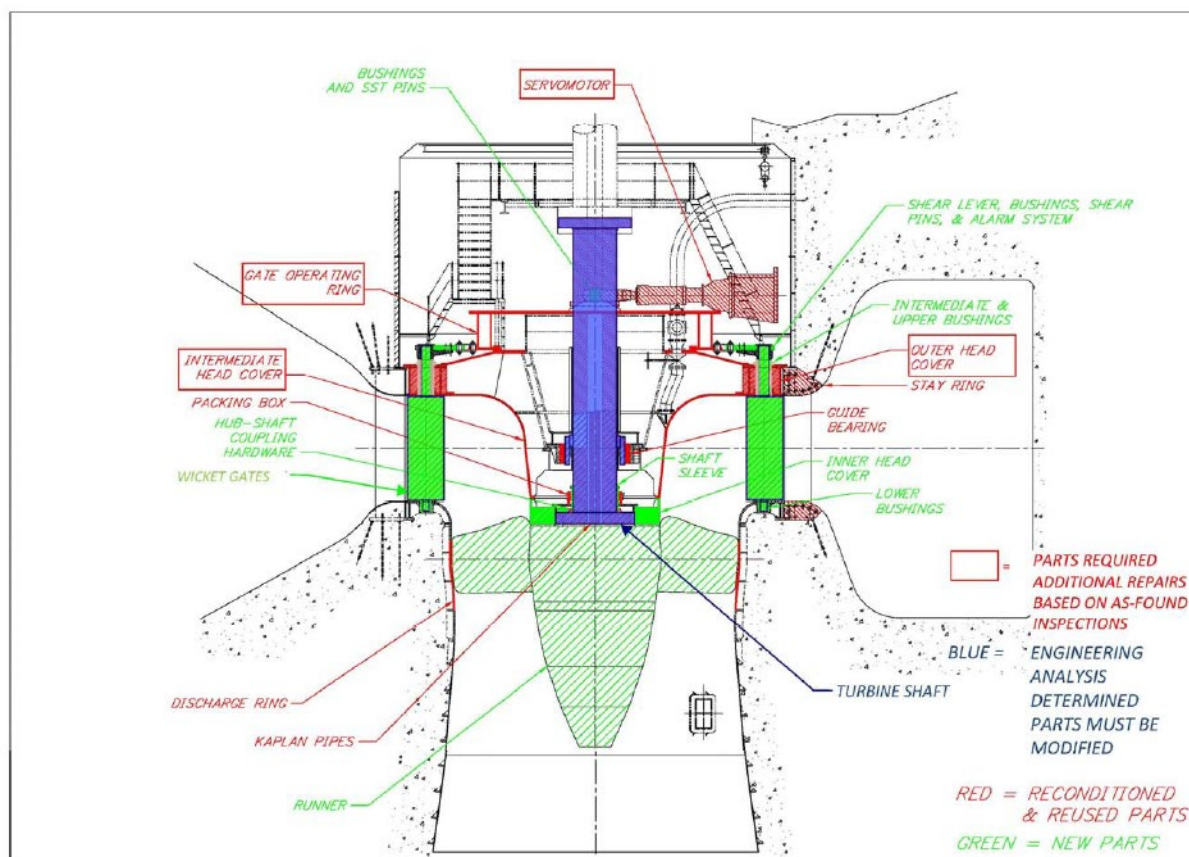 BUSHINGS
AND SST PINS
SERVOMOTOR
SHEAR LEVER, BUSHINGS, SHEAR
PINS, & ALARM SYSTEM
GATE OPERATING
RING
INTERMEDIATE &
UPPER BUSHINGS
INTERMEDIATE
HEAD COVER
OUTER HEAD
COVER
STAY RING
PACKING BOX
GUIDE
BEARING
HUB-SHAFT
COUPLING
HARDWARE
SHAFT
SLEEVE
INNER HEAD
COVER
WICKET GATES
LOWER
BUSHINGS
= PARTS REQUIRED
ADDITIONAL REPAIRS
BASED ON AS-FOUND
INSPECTIONS
BLUE = ENGINEERING
ANALYSIS
DETERMINED
PARTS MUST BE
MODIFIED
TURBINE SHAFT
DISCHARGE RING
KAPLAN PIPES
RUNNER
RED = RECONDITIONED
& REUSED PARTS
GREEN = NEW PARTS